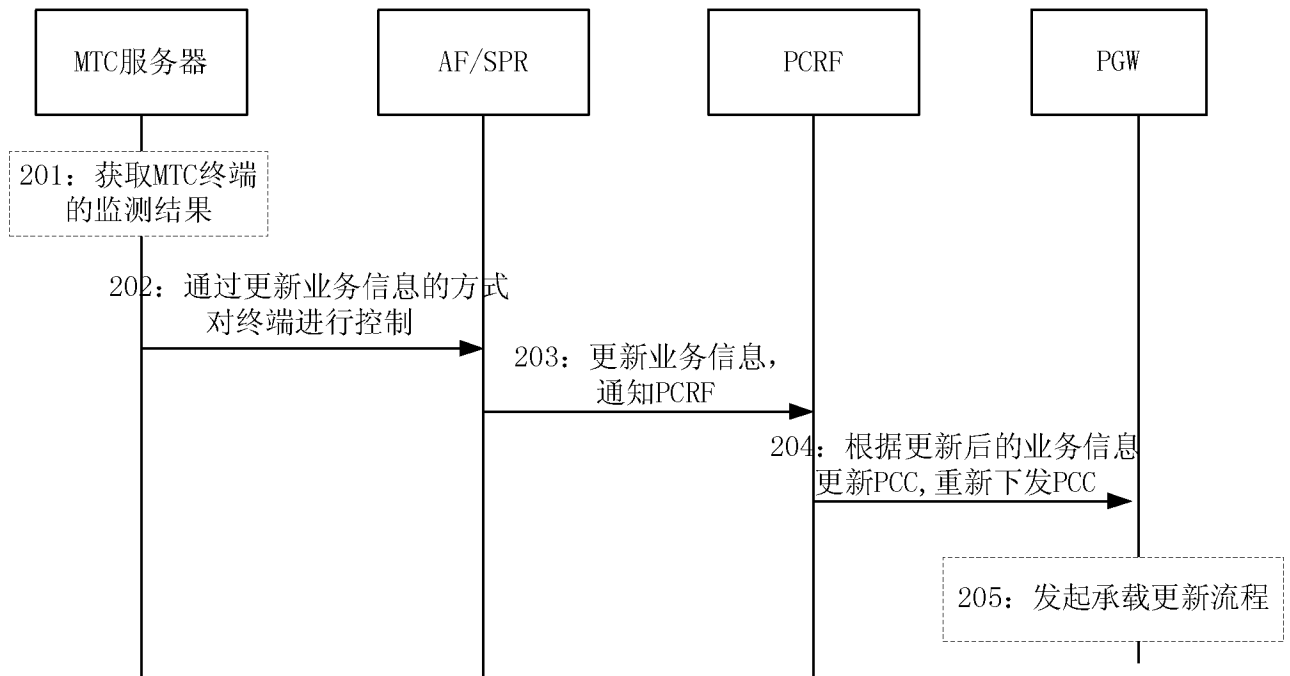 MTC服务器
AF/SPR
PCRF
PGW
201：获取MTC终端
的监测结果
202：通过更新业务信息的方式
对终端进行控制
203：更新业务信息，
通知PCRF
204：根据更新后的业务信息
更新PCC,重新下发PCC
205：发起承载更新流程